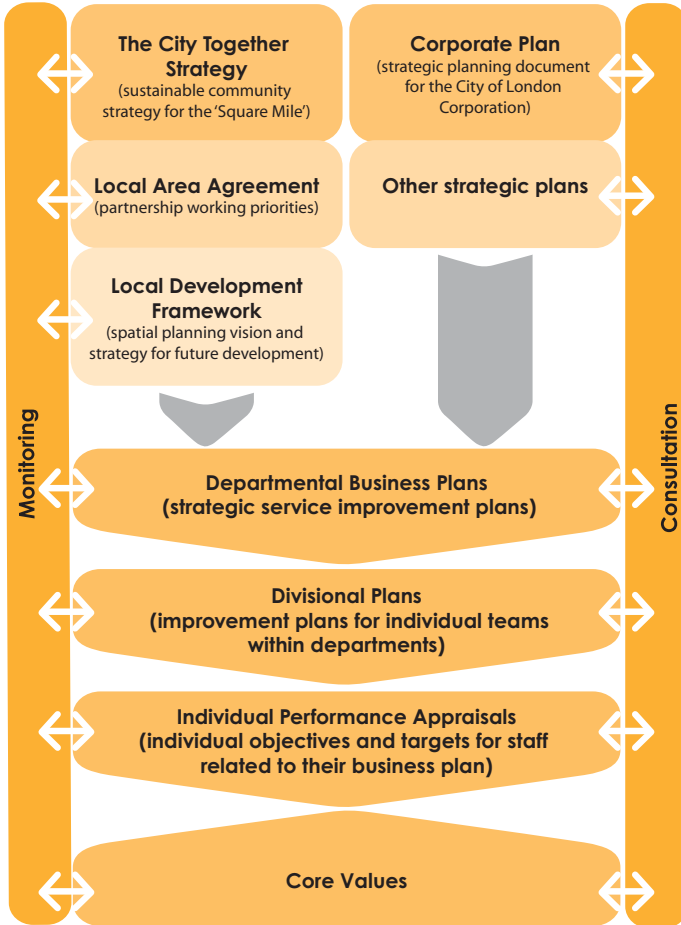 The City Together
Strategy
(sustainable community
strategy for the ‘Square Mile’)
Corporate Plan
(strategic planning document
for the City of London
Corporation)
Local Area Agreement
(partnership working priorities)
Other strategic plans
Local Development
Framework
(spatial planning vision and
strategy for future development)
Monitoring
Consultation
Departmental Business Plans
(strategic service improvement plans)
Divisional Plans
(improvement plans for individual teams
within departments)
Individual Performance Appraisals
(individual objectives and targets for staff
related to their business plan)
Core Values